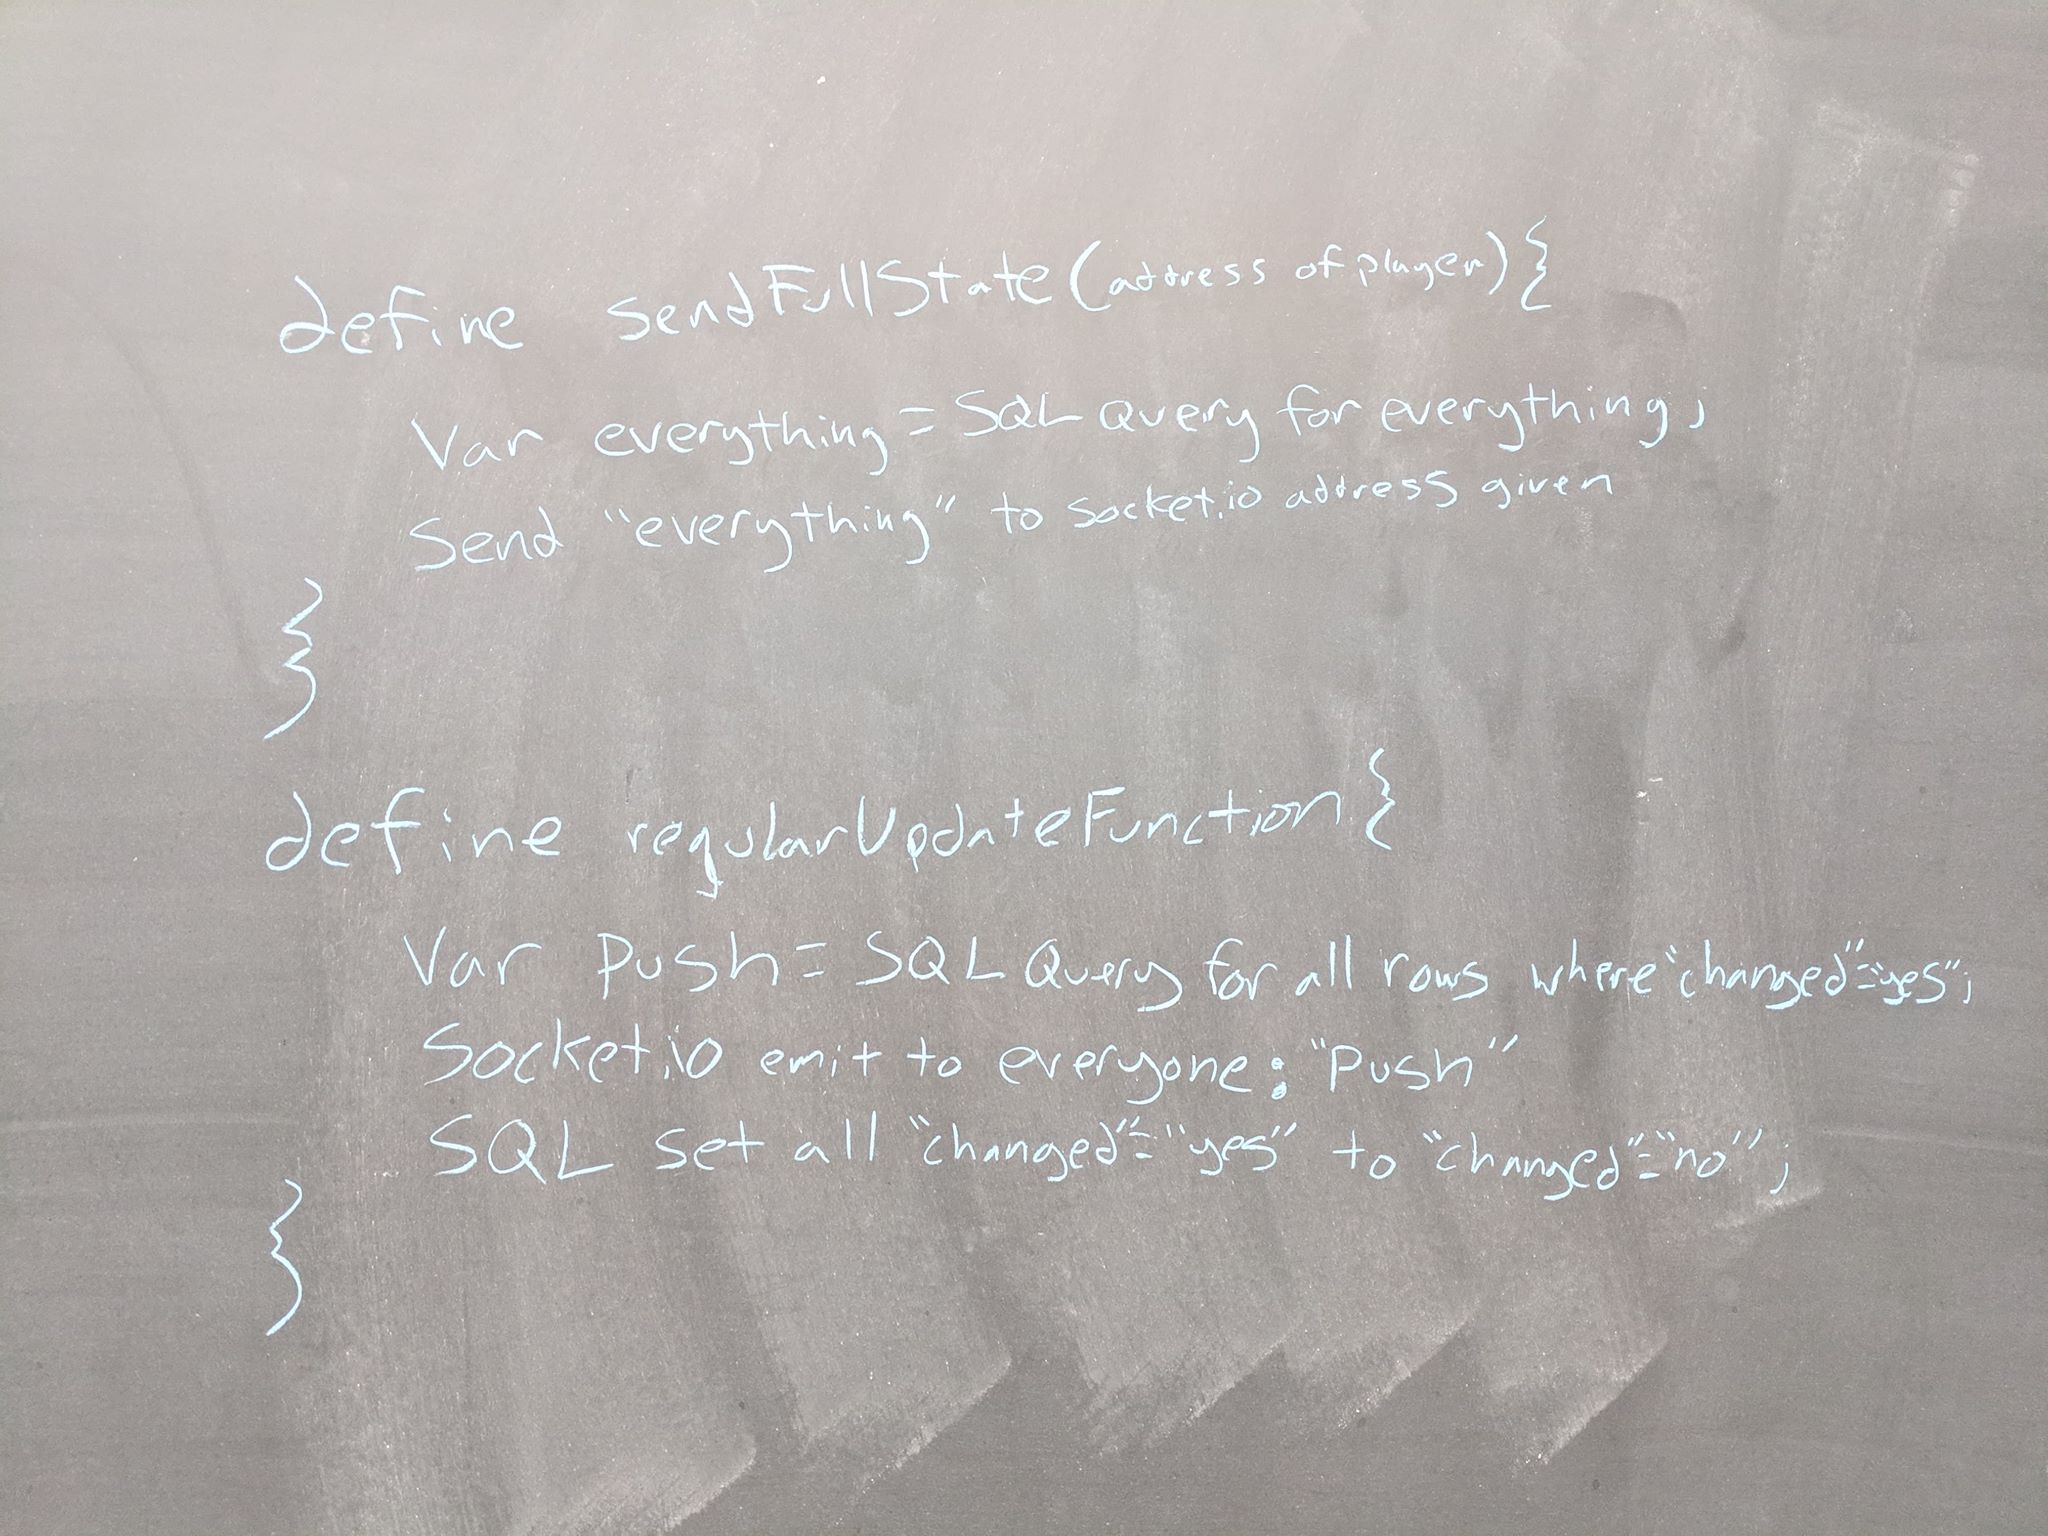 define sendFullState(address of player){
Var everything = SQL Query for everything;
Send "everything" to socket.io address given
}
define regularUpdateFunction{
Var Push = SQL Query for all rows where "changed"="yes";
Socket.io emit to everyone: "Push"
SQL set all "changed"="yes" to "changed"="no";
}